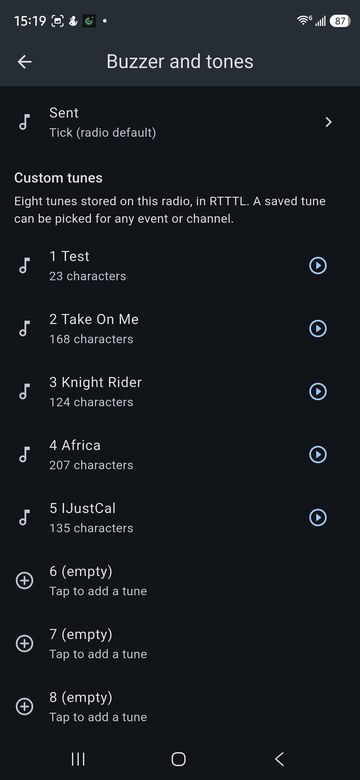 15:19
6
87
Buzzer and tones
Sent
Tick (radio default)
Custom tunes
Eight tunes stored on this radio, in RTTTL. A saved tune
can be picked for any event or channel.
1 Test
23 characters
2 Take On Me
168 characters
3 Knight Rider
124 characters
4 Africa
207 characters
5 IJustCal
135 characters
6 (empty)
Tap to add a tune
7 (empty)
Tap to add a tune
8 (empty)
Tap to add a tune